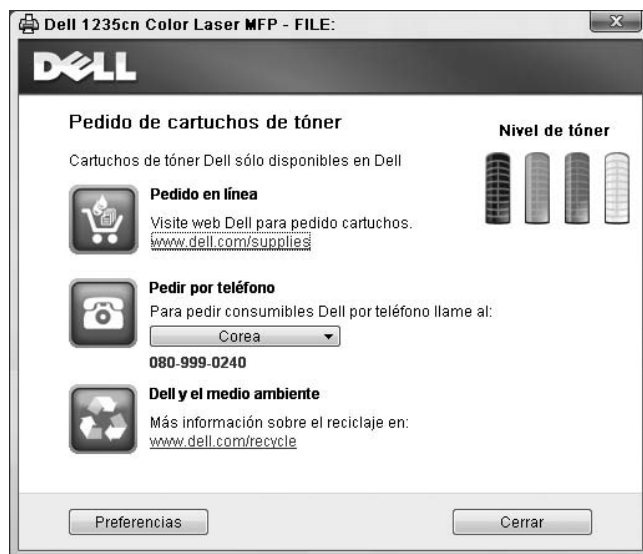 Dell 1235cn Color Laser MFP - FILE:
DELL
Pedido de cartuchos de tóner
Nivel de tóner
Cartuchos de tóner Dell sólo disponibles en Dell
Pedido en línea
Visite web Dell para pedido cartuchos.
www.dell.com/supplies
Pedir por teléfono
Para pedir consumibles Dell por teléfono llame al:
Corea
080-999-0240
Dell y el medio ambiente
Más información sobre el reciclaje en:
www.dell.com/recycle
Preferencias
Cerrar